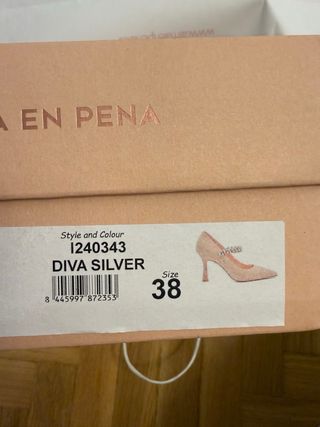 A EN PENA
Style and Colour
I240343
DIVA SILVER
Size
38
8 445997 872353